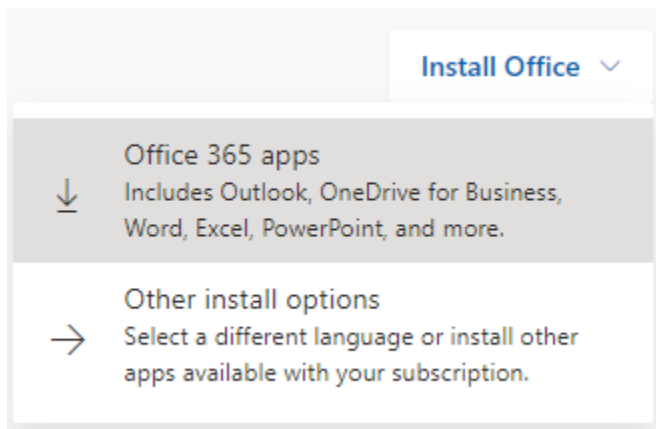 Install Office
Office 365 apps
Includes Outlook, OneDrive for Business,
Word, Excel, PowerPoint, and more.
Other install options
Select a different language or install other
apps available with your subscription.